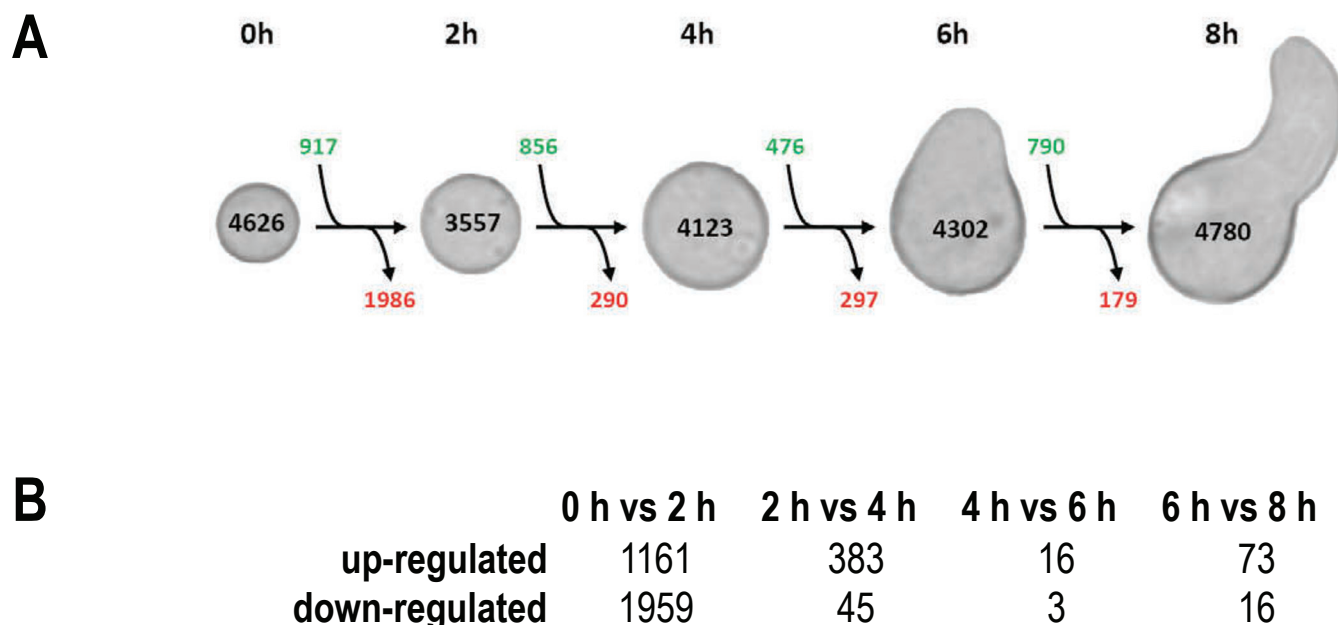 A
0h 2h 4h 6h 8h
917 856 476 790
4626 3557 4123 4302 4780
1986 290 297 179
B
0 h vs 2 h 2 h vs 4 h 4 h vs 6 h 6 h vs 8 h
up-regulated 1161 383 16 73
down-regulated 1959 45 3 16